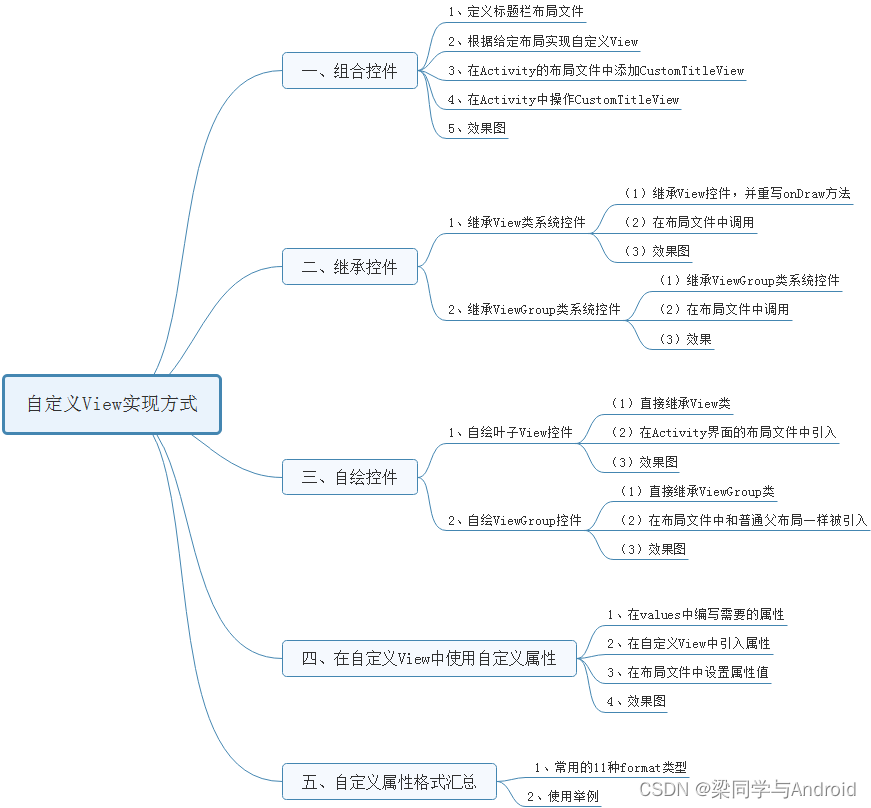 自定义View实现方式
一、组合控件
1、定义标题栏布局文件
2、根据给定布局实现自定义View
3、在Activity的布局文件中添加CustomTitleView
4、在Activity中操作CustomTitleView
5、效果图
二、继承控件
1、继承View类系统控件
（1）继承View控件，并重写onDraw方法
（2）在布局文件中调用
（3）效果图
2、继承ViewGroup类系统控件
（1）继承ViewGroup类系统控件
（2）在布局文件中调用
（3）效果
三、自绘控件
1、自绘叶子View控件
（1）直接继承View类
（2）在Activity界面的布局文件中引入
（3）效果图
2、自绘ViewGroup控件
（1）直接继承ViewGroup类
（2）在布局文件中和普通父布局一样被引入
（3）效果图
四、在自定义View中使用自定义属性
1、在values中编写需要的属性
2、在自定义View中引入属性
3、在布局文件中设置属性值
4、效果图
五、自定义属性格式汇总
1、常用的11种format类型
2、使用举例
CSDN @梁同学与Android